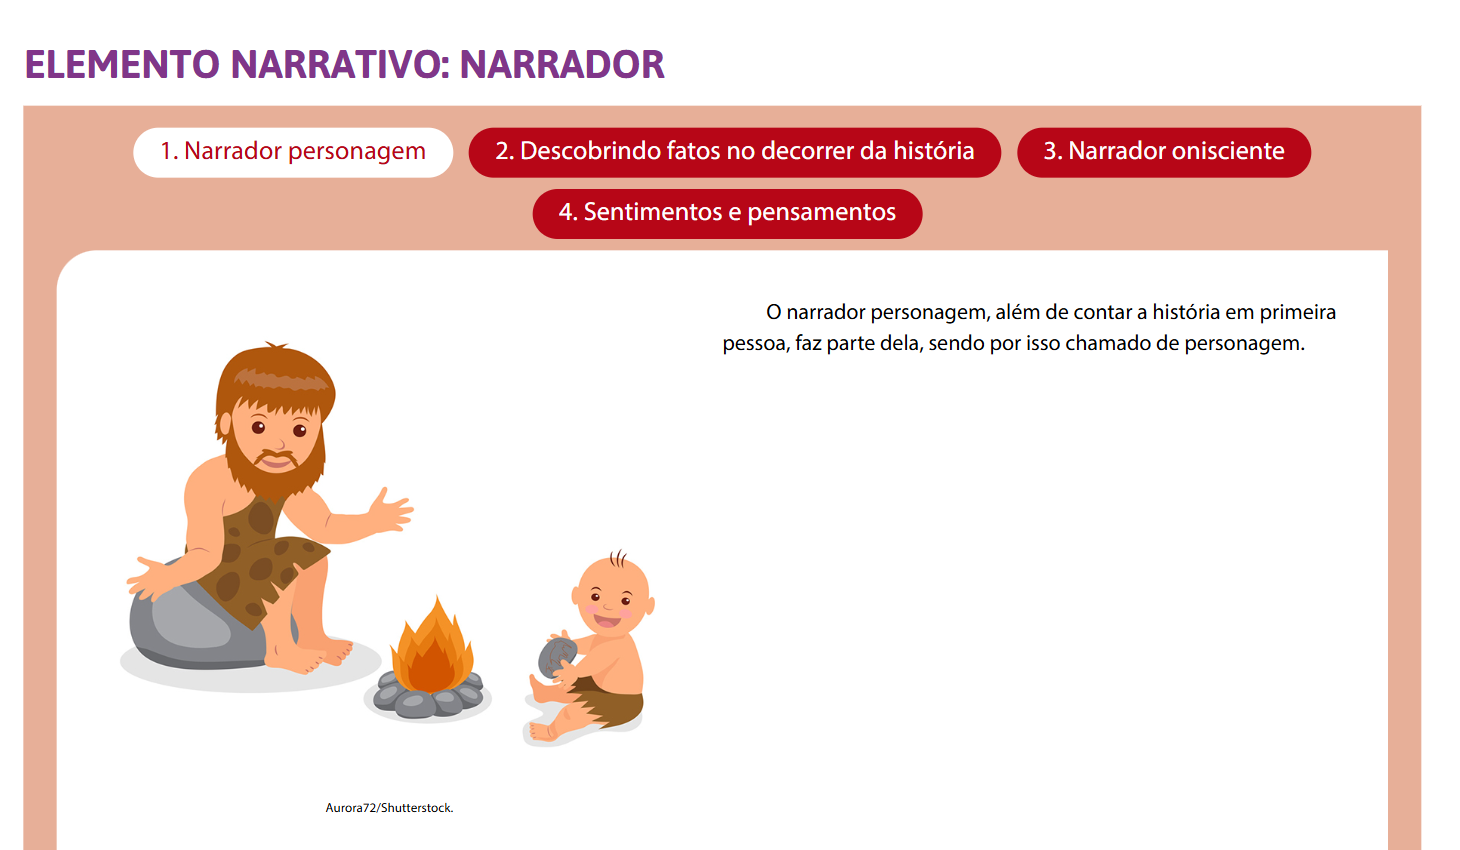 ELEMENTO NARRATIVO: NARRADOR
1. Narrador personagem
2. Descobrindo fatos no decorrer da história
3. Narrador onisciente
4. Sentimentos e pensamentos
O narrador personagem, além de contar a história em primeira
pessoa, faz parte dela, sendo por isso chamado de personagem.
Aurora72/Shutterstock.